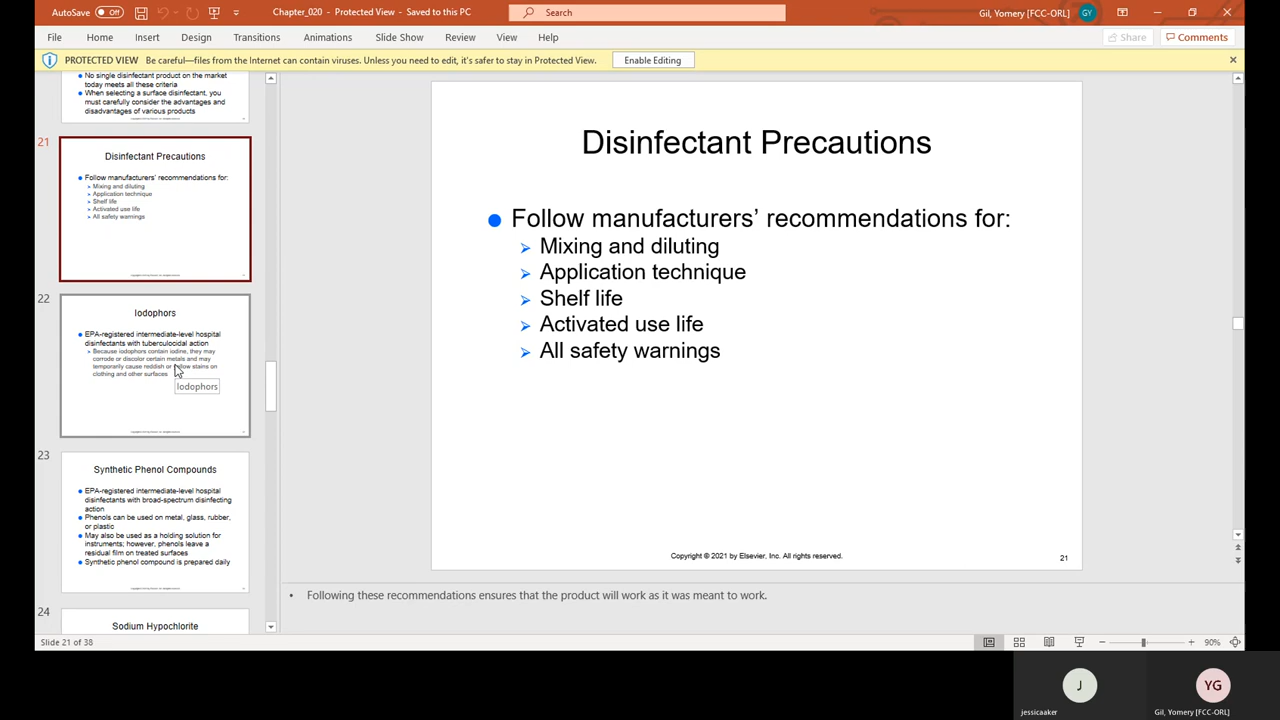 AutoSave Off Chapter_020 - Protected View - Saved to this PC Search Gil, Yomery [FCC-ORL] GY
File Home Insert Design Transitions Animations Slide Show Review View Help Share Comments
PROTECTED VIEW Be careful—files from the Internet can contain viruses. Unless you need to edit, it's safer to stay in Protected View. Enable Editing
No single disinfectant product on the market
today meets all these criteria
When selecting a surface disinfectant, you
must carefully consider the advantages and
disadvantages of various products
21
Disinfectant Precautions
Follow manufacturers' recommendations for:
Mixing and diluting
Application technique
Shelf life
Activated use life
All safety warnings
22
Iodophors
EPA-registered intermediate-level hospital
disinfectants with tuberculocidal action
Because iodophors contain iodine, they may
corrode or discolor certain metals and may
temporarily cause reddish or yellow stains on
clothing and other surfaces
Iodophors
23
Synthetic Phenol Compounds
EPA-registered intermediate-level hospital
disinfectants with broad-spectrum disinfecting
action
Phenols can be used on metal, glass, rubber,
or plastic
May also be used as a holding solution for
instruments; however, phenols leave a
residual film on treated surfaces
Synthetic phenol compound is prepared daily
24
Sodium Hypochlorite
Disinfectant Precautions
Follow manufacturers' recommendations for:
Mixing and diluting
Application technique
Shelf life
Activated use life
All safety warnings
Copyright © 2021 by Elsevier, Inc. All rights reserved.
21
• Following these recommendations ensures that the product will work as it was meant to work.
Slide 21 of 38 90%
J YG
jessicaaker Gil, Yomery [FCC-ORL]